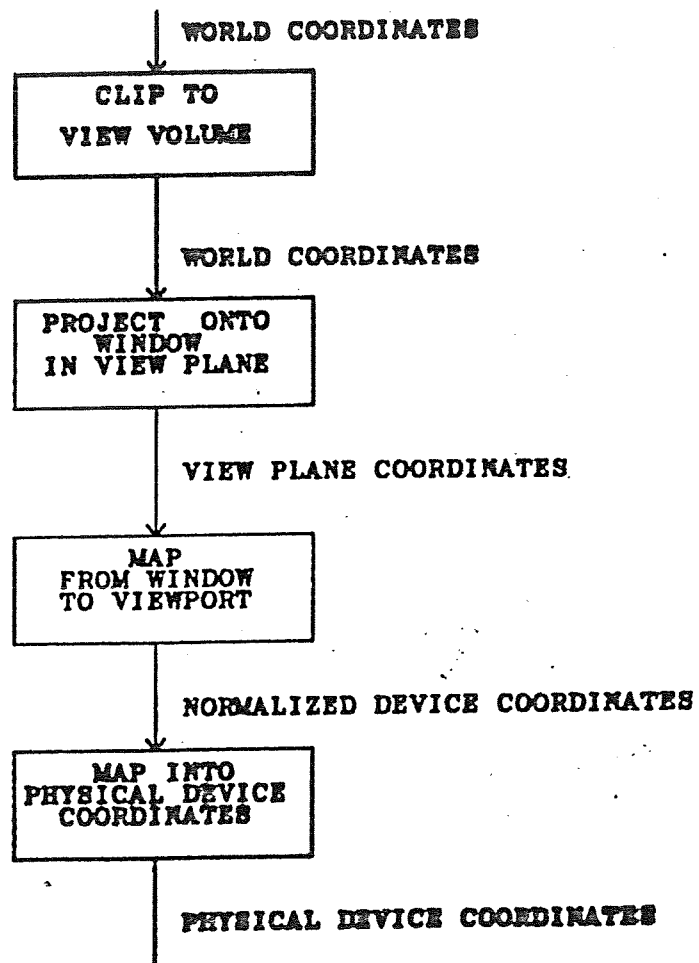 WORLD COORDINATES
CLIP TO
VIEW VOLUME
WORLD COORDINATES
PROJECT ONTO
WINDOW
IN VIEW PLANE
VIEW PLANE COORDINATES
MAP
FROM WINDOW
TO VIEWPORT
NORMALIZED DEVICE COORDINATES
MAP INTO
PHYSICAL DEVICE
COORDINATES
PHYSICAL DEVICE COORDINATES